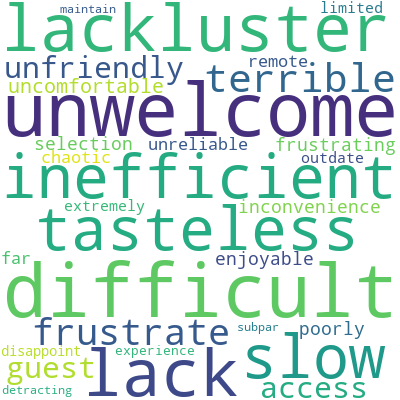 maintain limited
lackluster
unfriendly remote terrible
uncomfortable
unwelcome
selection unreliable frustrating
chaotic outdate
inefficient
extremely inconvenience
tasteless
far enjoyable
difficult
frustrate subpar poorly
disappoint experience slow
guest lack access
detracting